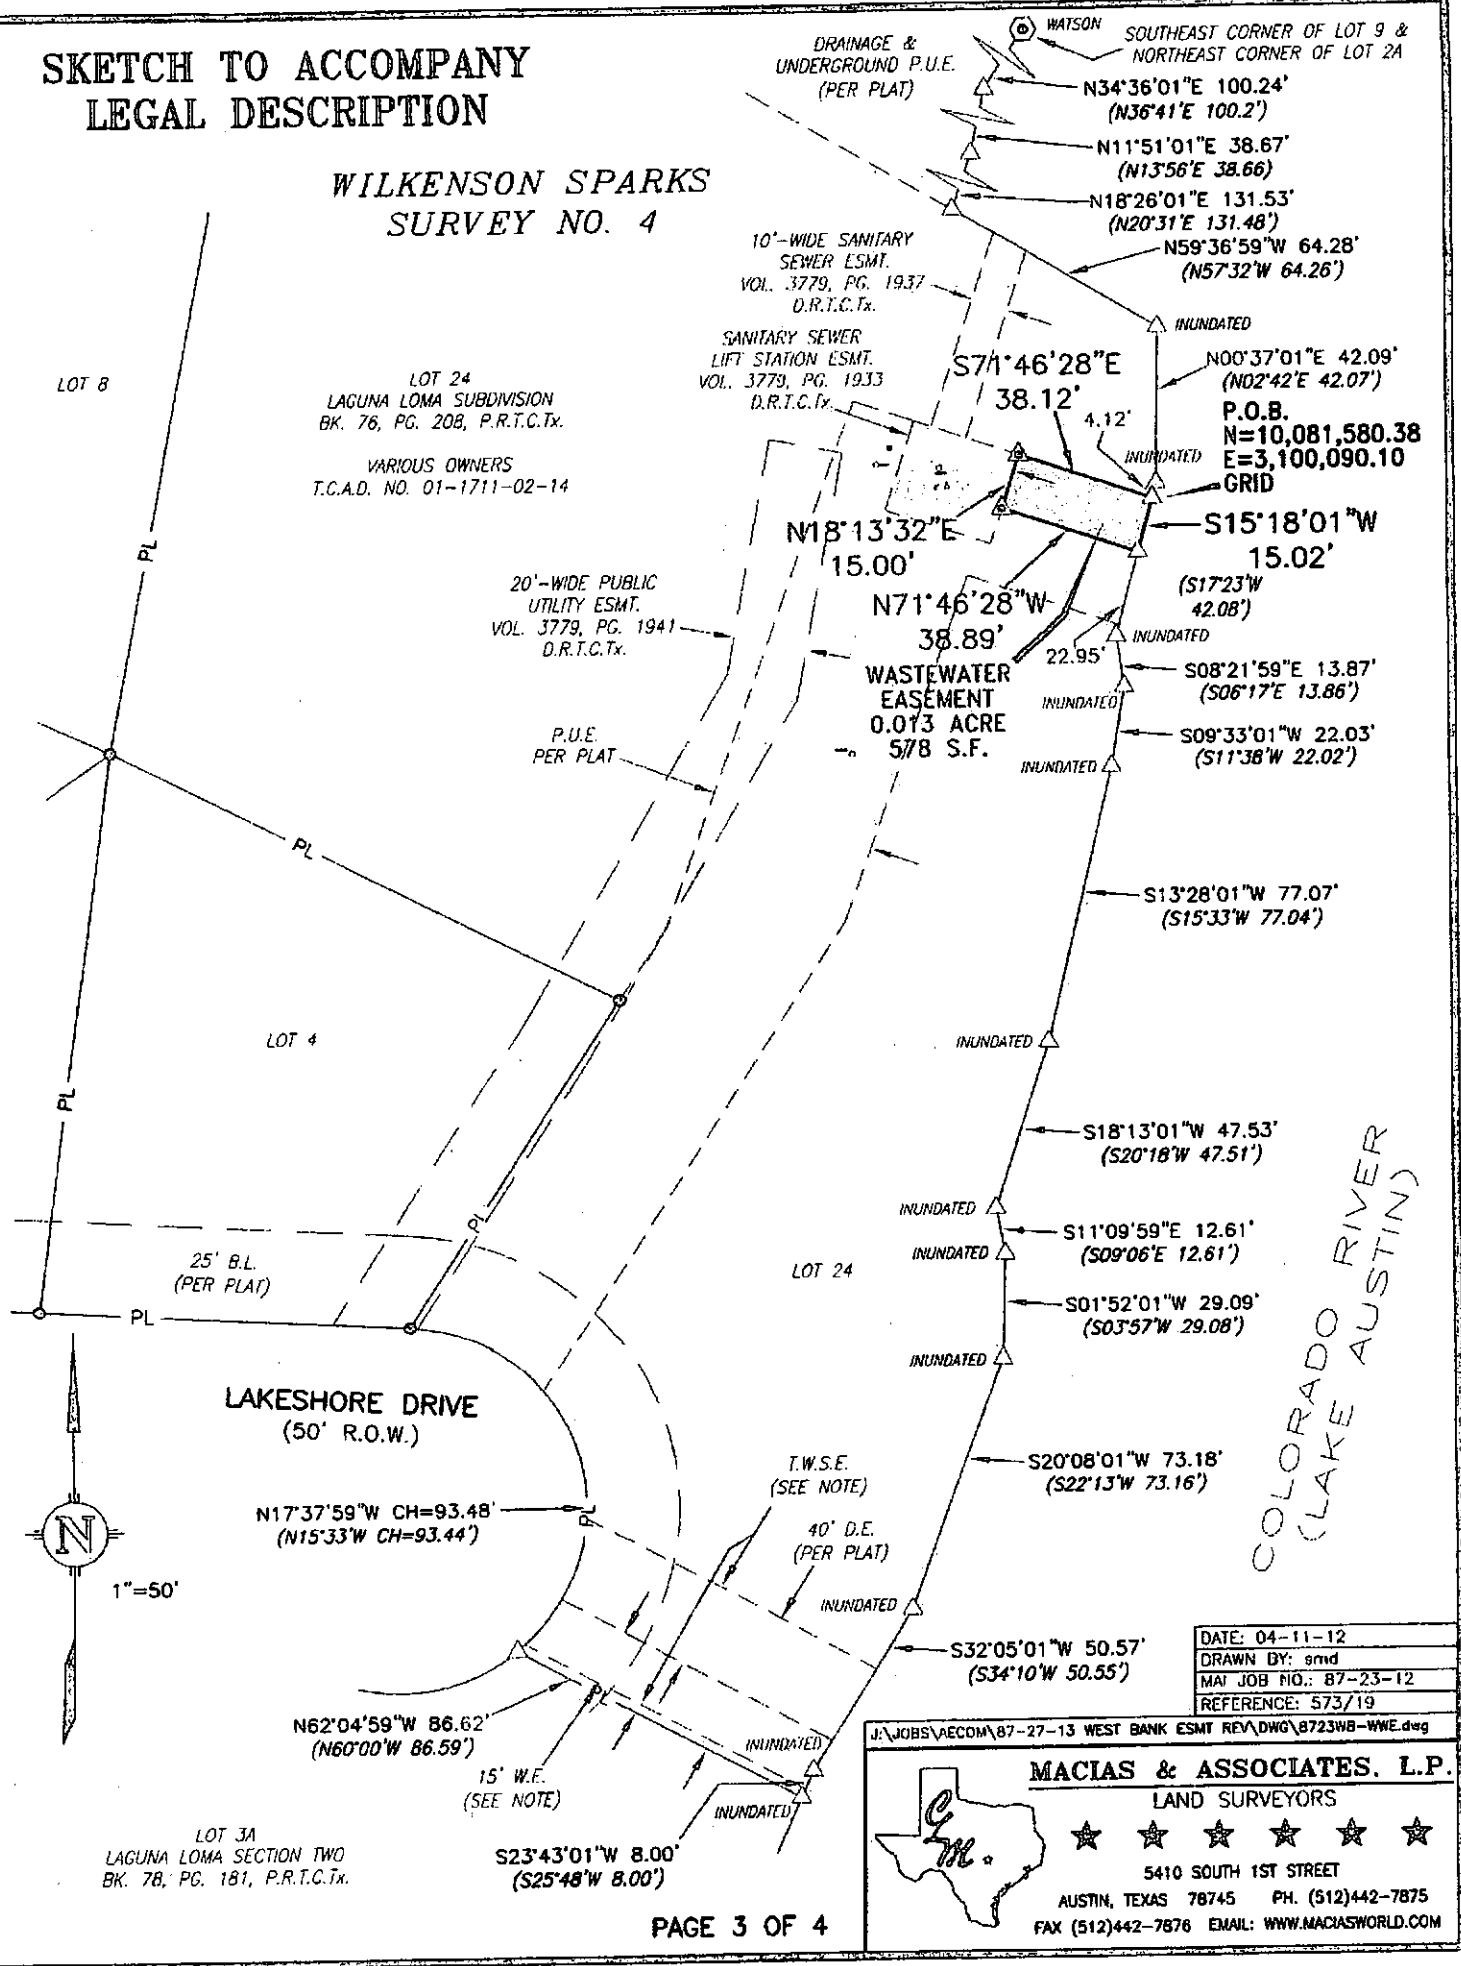 SKETCH TO ACCOMPANY
LEGAL DESCRIPTION
WILKENSON SPARKS
SURVEY NO. 4
DRAINAGE &
UNDERGROUND P.U.E.
(PER PLAT)
WATSON
SOUTHEAST CORNER OF LOT 9 &
NORTHEAST CORNER OF LOT 2A
N34°36'01"E 100.24'
(N36°41'E 100.2')
N11°51'01"E 38.67'
(N13°56'E 38.66)
N18°26'01"E 131.53'
(N20°31'E 131.48')
N59°36'59"W 64.28'
(N57°32'W 64.26')
10'-WIDE SANITARY
SEWER ESMT.
VOL. 3779, PG. 1937
D.R.T.C.Tx.
INUNDATED
SANITARY SEWER
LIFT STATION ESMT.
VOL. 3779, PG. 1933
D.R.T.C.Tx.
S71°46'28"E
38.12'
N00°37'01"E 42.09'
(N02°42'E 42.07')
LOT 8
LOT 24
LAGUNA LOMA SUBDIVISION
BK. 76, PG. 208, P.R.T.C.Tx.
4.12'
P.O.B.
N=10,081,580.38
E=3,100,090.10
GRID
INUNDATED
VARIOUS OWNERS
T.C.A.D. NO. 01-1711-02-14
N18°13'32"E
15.00'
S15°18'01"W
15.02'
(S17°23'W
42.08')
PL
20'-WIDE PUBLIC
UTILITY ESMT.
VOL. 3779, PG. 1941
D.R.T.C.Tx.
N71°46'28"W
38.89'
22.95'
INUNDATED
WASTEWATER
EASEMENT
0.013 ACRE
578 S.F.
S08°21'59"E 13.87'
(S06°17'E 13.86')
INUNDATED
S09°33'01"W 22.03'
(S11°38'W 22.02')
INUNDATED
P.U.E.
PER PLAT
PL
S13°28'01"W 77.07'
(S15°33'W 77.04')
LOT 4
INUNDATED
PL
S18°13'01"W 47.53'
(S20°18'W 47.51')
INUNDATED
PL
S11°09'59"E 12.61'
(S09°06'E 12.61')
INUNDATED
25' B.L.
(PER PLAT)
LOT 24
S01°52'01"W 29.09'
(S03°57'W 29.08')
INUNDATED
PL
COLORADO RIVER
(LAKE AUSTIN)
LAKESHORE DRIVE
(50' R.O.W.)
S20°08'01"W 73.18'
(S22°13'W 73.16')
T.W.S.E.
(SEE NOTE)
N17°37'59"W CH=93.48'
(N15°33'W CH=93.44')
PL
40' D.E.
(PER PLAT)
N
1"=50'
INUNDATED
S32°05'01"W 50.57'
(S34°10'W 50.55')
N62°04'59"W 86.62'
(N60°00'W 86.59')
PL
INUNDATED
15' W.E.
(SEE NOTE)
INUNDATED
S23°43'01"W 8.00'
(S25°48'W 8.00')
LOT 3A
LAGUNA LOMA SECTION TWO
BK. 78, PG. 181, P.R.T.C.Tx.
PAGE 3 OF 4
DATE: 04-11-12
DRAWN BY: smd
MAI JOB NO.: 87-23-12
REFERENCE: 573/19
J:\JOBS\AECOM\87-27-13 WEST BANK ESMT REV\DWG\8723WB-WWE.dwg
MACIAS & ASSOCIATES, L.P.
LAND SURVEYORS
5410 SOUTH 1ST STREET
AUSTIN, TEXAS 78745 PH. (512)442-7875
FAX (512)442-7876 EMAIL: WWW.MACIASWORLD.COM